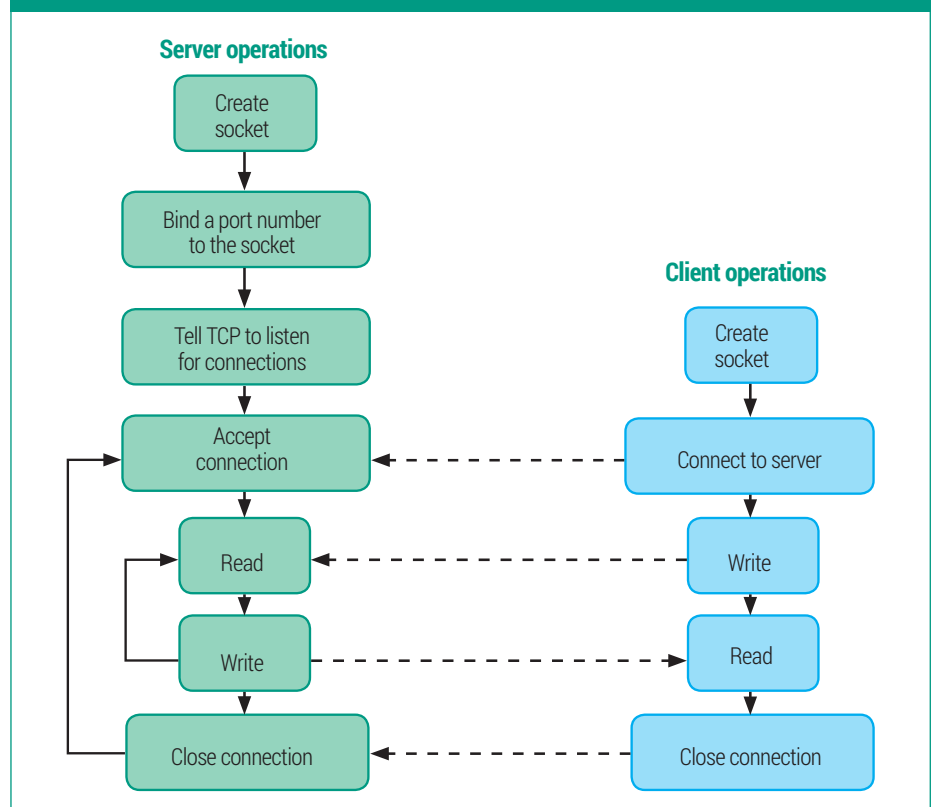 Server operations
Create
socket
Bind a port number
to the socket
Tell TCP to listen
for connections
Accept
connection
Read
Write
Close connection
Client operations
Create
socket
Connect to server
Write
Read
Close connection